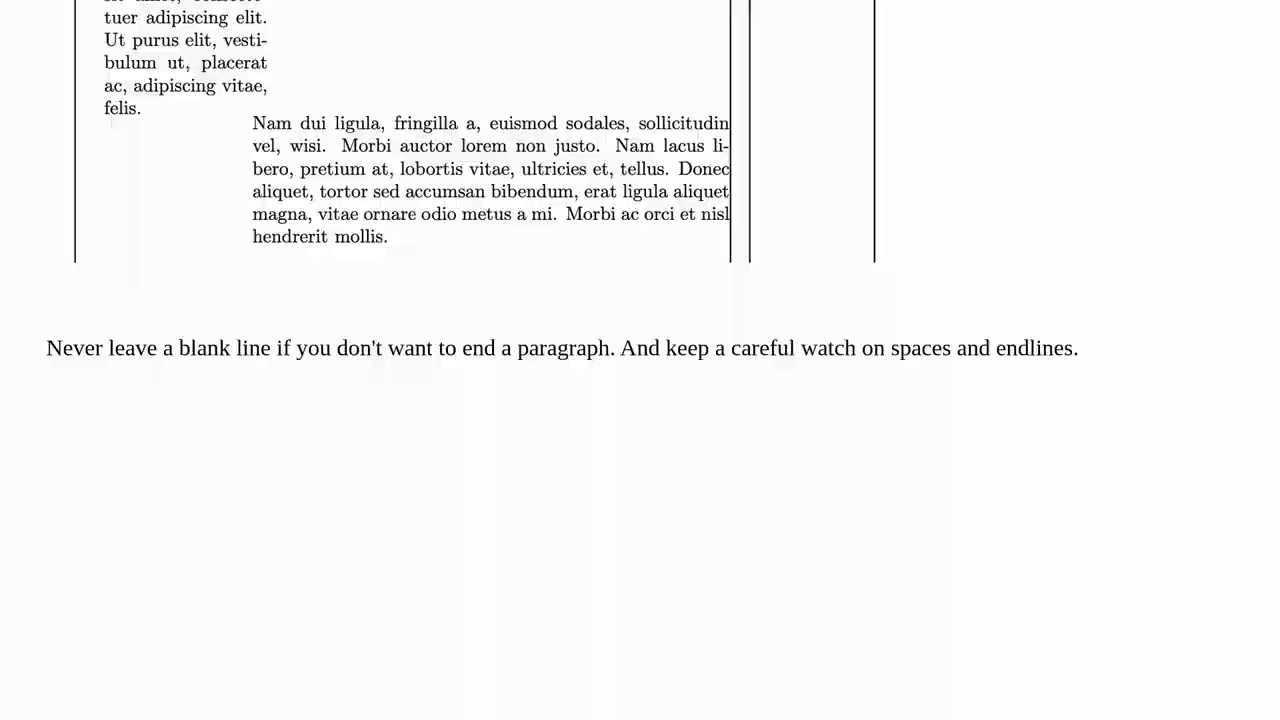 tuer adipiscing elit.
Ut purus elit, vesti-
bulum ut, placerat
ac, adipiscing vitae,
felis.
Nam dui ligula, fringilla a, euismod sodales, sollicitudin
vel, wisi. Morbi auctor lorem non justo. Nam lacus li-
bero, pretium at, lobortis vitae, ultricies et, tellus. Donec
aliquet, tortor sed accumsan bibendum, erat ligula aliquet
magna, vitae ornare odio metus a mi. Morbi ac orci et nisl
hendrerit mollis.
Never leave a blank line if you don't want to end a paragraph. And keep a careful watch on spaces and endlines.